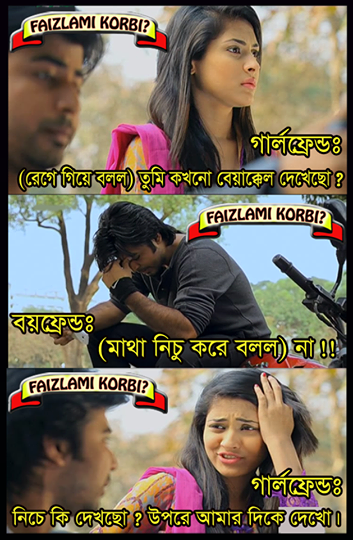 FAIZLAMI KORBI?
গার্লফ্রেন্ডঃ
(রেগে গিয়ে বলল) তুমি কখনো বেয়াক্কেল দেখেছো ?
FAIZLAMI KORBI?
বয়ফ্রেন্ডঃ
(মাথা নিচু করে বলল) না !!
FAIZLAMI KORBI?
গার্লফ্রেন্ডঃ
নিচে কি দেখছো ? উপরে আমার দিকে দেখো ।